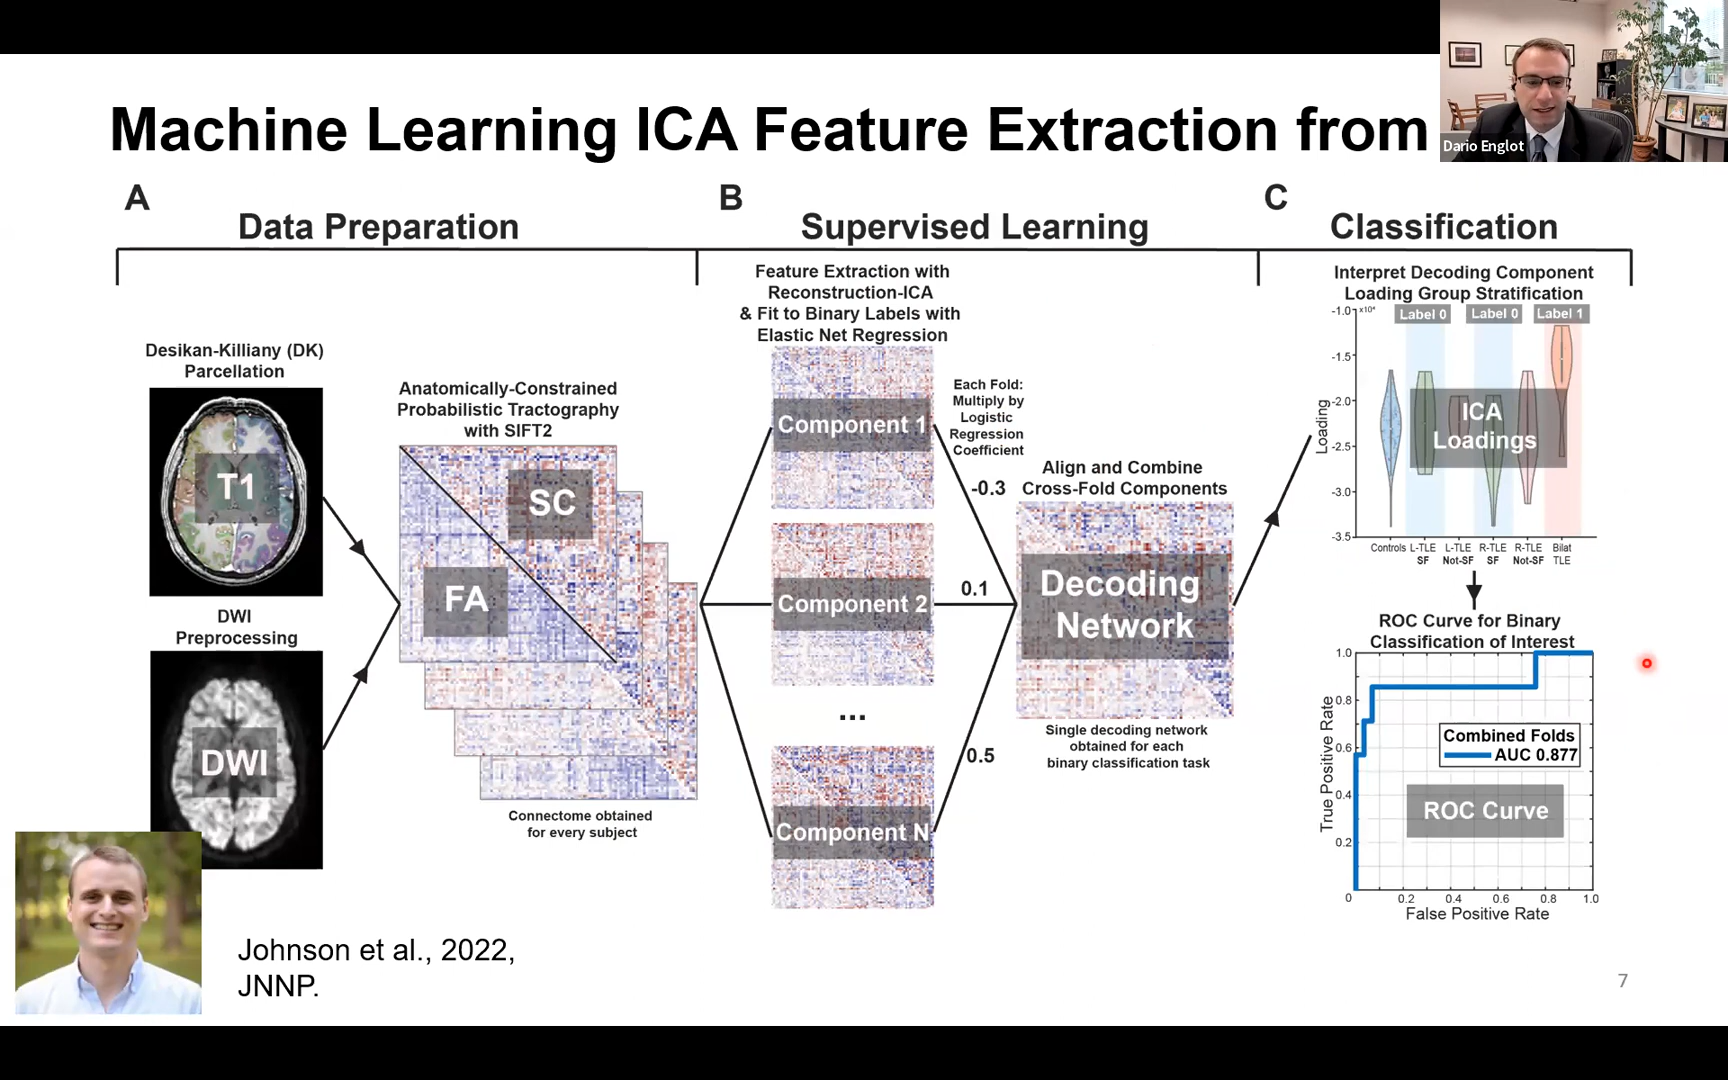 Machine Learning ICA Feature Extraction from
Dario Englot
A
Data Preparation
B
Supervised Learning
C
Classification
Desikan-Killiany (DK)
Parcellation
T1
DWI
Preprocessing
DWI
Anatomically-Constrained
Probabilistic Tractography
with SIFT2
SC
FA
Connectome obtained
for every subject
Feature Extraction with
Reconstruction-ICA
& Fit to Binary Labels with
Elastic Net Regression
Component 1
Component 2
...
Component N
Each Fold:
Multiply by
Logistic
Regression
Coefficient
-0.3
0.1
0.5
Align and Combine
Cross-Fold Components
Decoding
Network
Single decoding network
obtained for each
binary classification task
Interpret Decoding Component
Loading Group Stratification
-1.0 x10⁴
Label 0 Label 0 Label 1
-1.5
-2.0
-2.5
-3.0
-3.5
Loading
ICA
Loadings
Controls L-TLE L-TLE R-TLE R-TLE Bilat
SF Not-SF SF Not-SF TLE
ROC Curve for Binary
Classification of Interest
1.0
0.8
0.6
0.4
0.2
True Positive Rate
Combined Folds
AUC 0.877
ROC Curve
0 0.2 0.4 0.6 0.8 1.0
False Positive Rate
Johnson et al., 2022,
JNNP.
7